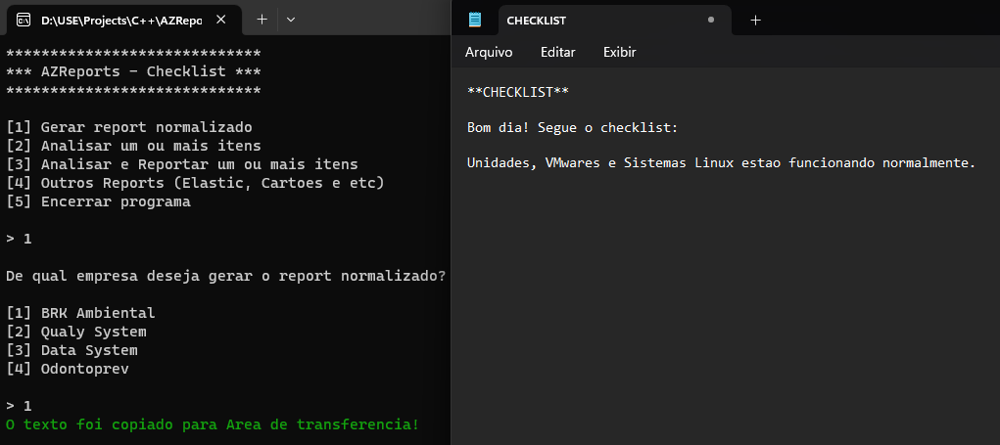 D:\USE\Projects\C++\AZRepo
*****************************
*** AZReports - Checklist ***
*****************************
[1] Gerar report normalizado
[2] Analisar um ou mais itens
[3] Analisar e Reportar um ou mais itens
[4] Outros Reports (Elastic, Cartoes e etc)
[5] Encerrar programa
> 1
De qual empresa deseja gerar o report normalizado?
[1] BRK Ambiental
[2] Qualy System
[3] Data System
[4] Odontoprev
> 1
O texto foi copiado para Area de transferencia!
CHECKLIST
Arquivo Editar Exibir
**CHECKLIST**
Bom dia! Segue o checklist:
Unidades, VMwares e Sistemas Linux estao funcionando normalmente.